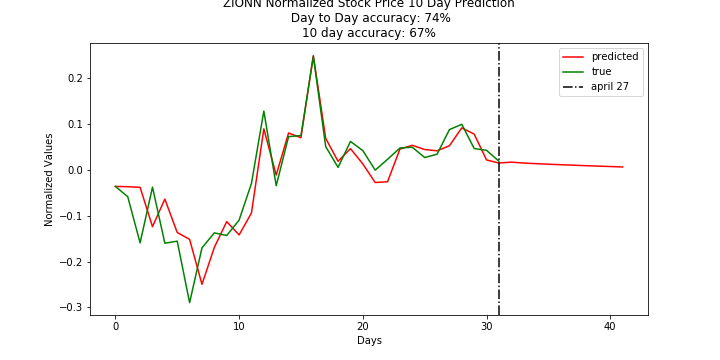 ZIONN Normalized Stock Price 10 Day Prediction
Day to Day accuracy: 74%
10 day accuracy: 67%
predicted
true
april 27
Normalized Values
0.2
0.1
0.0
−0.1
−0.2
−0.3
0
10
20
30
40
Days